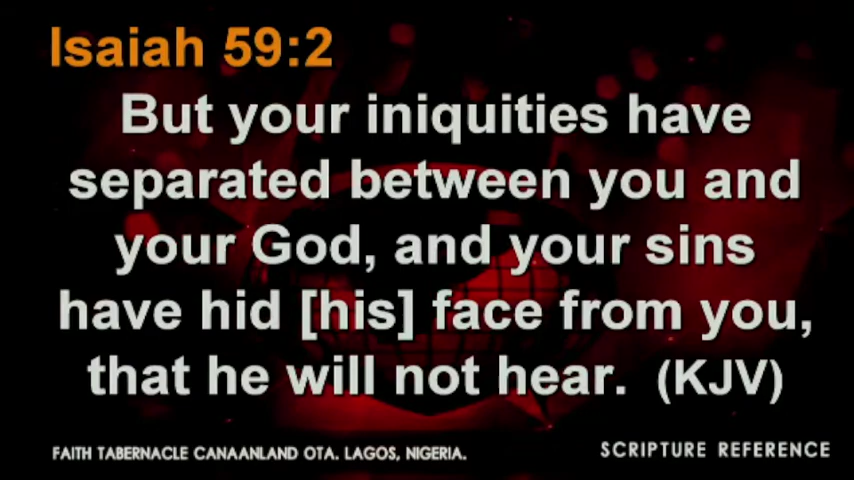 Isaiah 59:2
But your iniquities have
separated between you and
your God, and your sins
have hid [his] face from you,
that he will not hear. (KJV)
FAITH TABERNACLE CANAANLAND OTA. LAGOS, NIGERIA.
SCRIPTURE REFERENCE